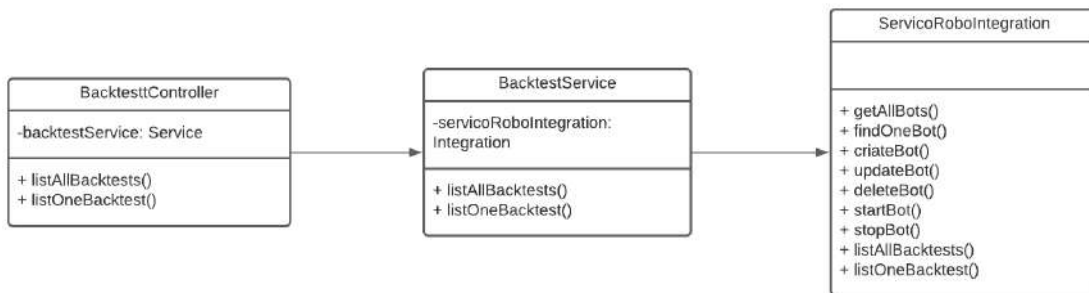 BacktesttController
-backtestService: Service
+ listAllBacktests()
+ listOneBacktest()
BacktestService
-servicoRoboIntegration:
Integration
+ listAllBacktests()
+ listOneBacktest()
ServicoRoboIntegration
+ getAllBots()
+ findOneBot()
+ criateBot()
+ updateBot()
+ deleteBot()
+ startBot()
+ stopBot()
+ listAllBacktests()
+ listOneBacktest()